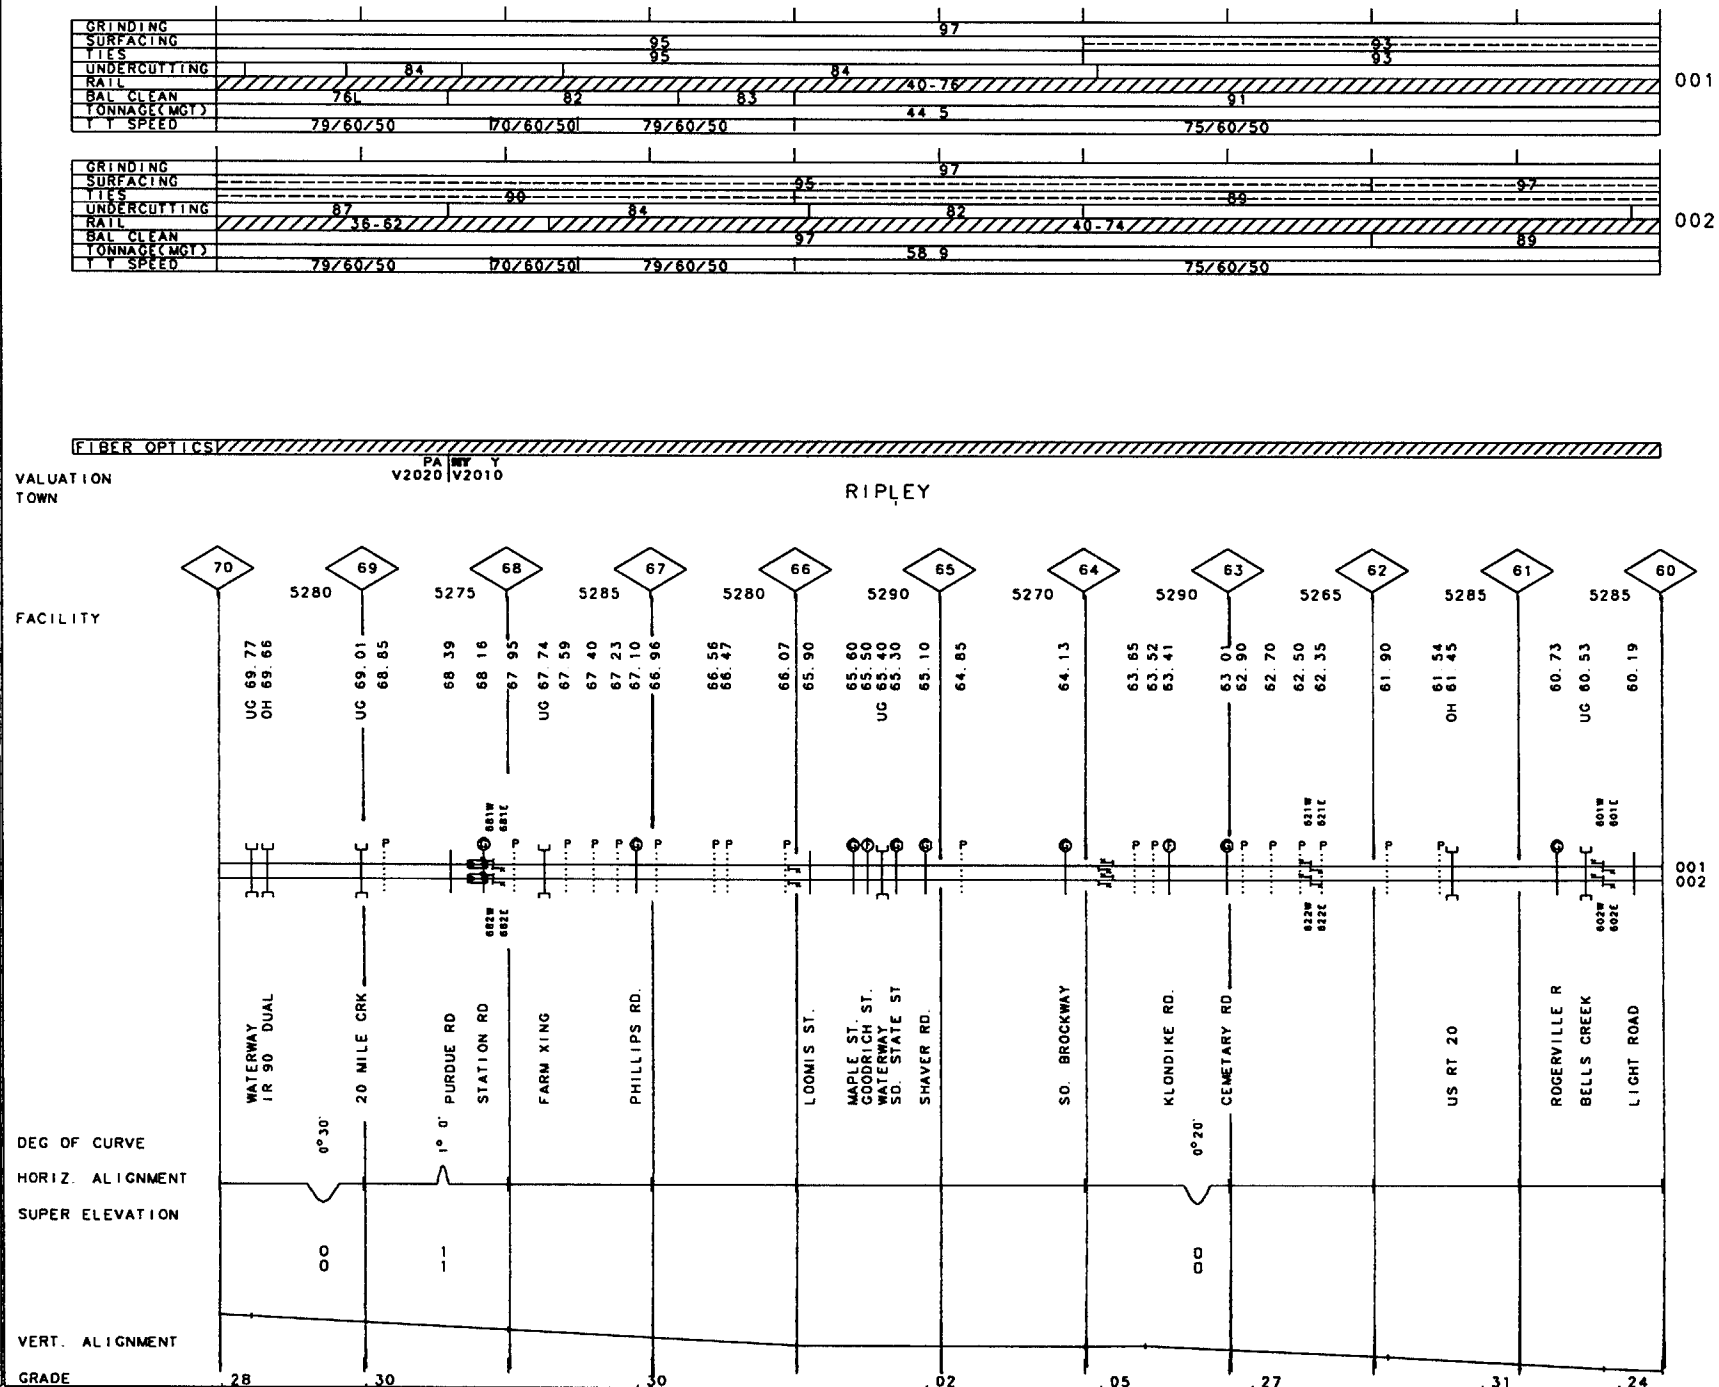 GRINDING 97
SURFACING 95 93
TIES 95 93
UNDERCUTTING 84 84
RAIL 40-76 001
BAL CLEAN 76L 82 83 91
TONNAGE(MGT) 44 5
T T SPEED 79/60/50 70/60/50 79/60/50 75/60/50
GRINDING 97
SURFACING 95 97
TIES 90 89
UNDERCUTTING 87 84 82
RAIL 36-62 40-74 002
BAL CLEAN 97 89
TONNAGE(MGT) 58 9
T T SPEED 79/60/50 70/60/50 79/60/50 75/60/50
FIBER OPTICS
PA NY Y
VALUATION V2020 V2010
TOWN RIPLEY
70 69 68 67 66 65 64 63 62 61 60
5280 5275 5285 5280 5290 5270 5290 5265 5285 5285
FACILITY
UG 69.77
OH 69.66
UG 69.01
68.85
68 39
68 16
67 95
UG 67.74
67.59
67 40
67 23
67.10
66.96
66.56
66.47
66.07
65.90
65.60
65.50
UG 65.40
65.30
65.10
64.85
64.13
63.65
63.52
63.41
63 01
62.90
62.70
62.50
62.35
61.90
61 54
OH 61 45
60.73
UG 60.53
60.19
681W
681E
621W
621E
601W
601E
P P P P P P P P P P P P P P P P P P
G G G G G G G G G
001
002
682W
682E
622W
622E
602W
602E
WATERWAY
IR 90 DUAL
20 MILE CRK
PURDUE RD
STATION RD
FARM XING
PHILLIPS RD.
LOOMIS ST.
MAPLE ST.
GOODRICH ST.
WATERWAY
SO. STATE ST
SHAVER RD.
SO. BROCKWAY
KLONDIKE RD.
CEMETARY RD
US RT 20
ROGERVILLE R
BELLS CREEK
LIGHT ROAD
DEG OF CURVE 0°30' 1° 0' 0°20'
HORIZ. ALIGNMENT
SUPER ELEVATION
0 1 0
0 1 0
VERT. ALIGNMENT
GRADE .28 .30 .30 .02 .05 .27 .31 .24